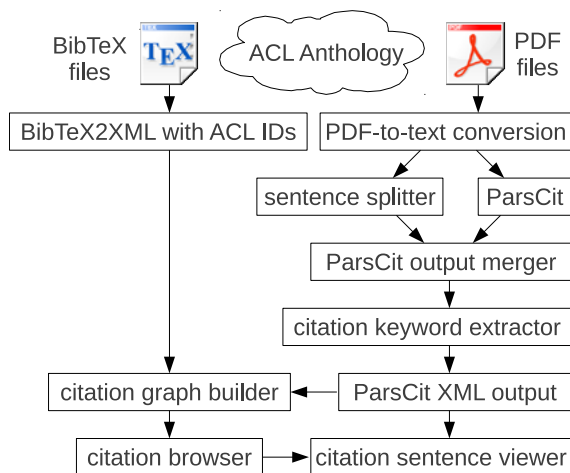 BibTeX
files
TEX
ACL Anthology
PDF
files
BibTeX2XML with ACL IDs
PDF-to-text conversion
sentence splitter
ParsCit
ParsCit output merger
citation keyword extractor
citation graph builder
ParsCit XML output
citation browser
citation sentence viewer